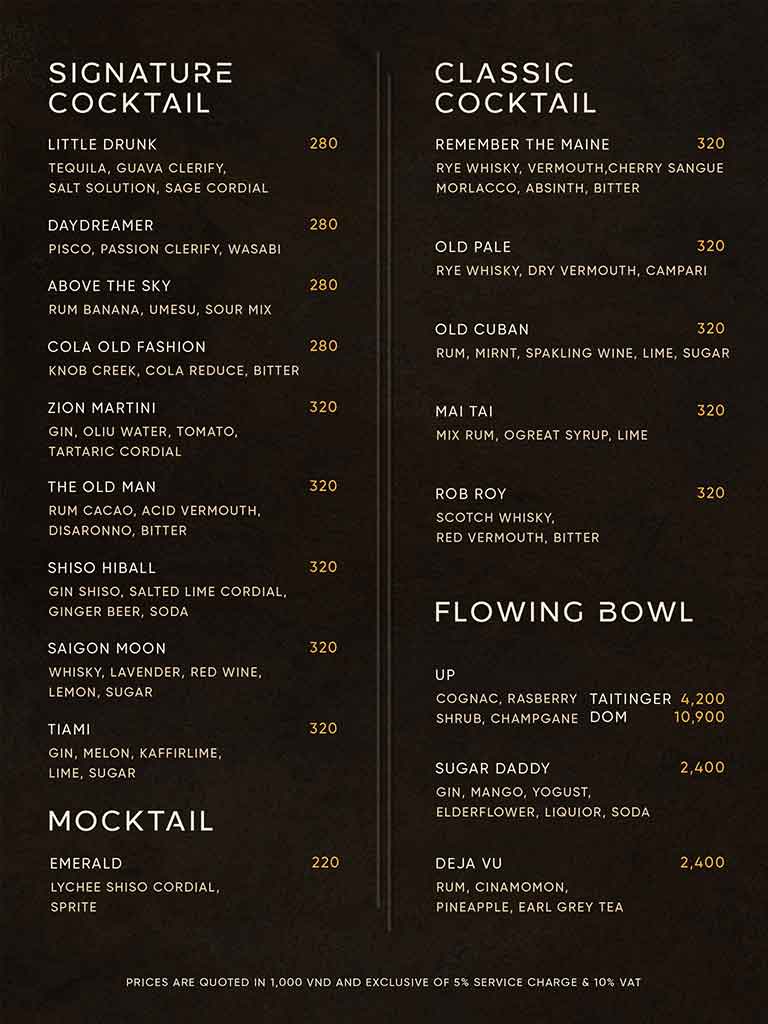 SIGNATURE
COCKTAIL
LITTLE DRUNK 280
TEQUILA, GUAVA CLERIFY,
SALT SOLUTION, SAGE CORDIAL
DAYDREAMER 280
PISCO, PASSION CLERIFY, WASABI
ABOVE THE SKY 280
RUM BANANA, UMESU, SOUR MIX
COLA OLD FASHION 280
KNOB CREEK, COLA REDUCE, BITTER
ZION MARTINI 320
GIN, OLIU WATER, TOMATO,
TARTARIC CORDIAL
THE OLD MAN 320
RUM CACAO, ACID VERMOUTH,
DISARONNO, BITTER
SHISO HIBALL 320
GIN SHISO, SALTED LIME CORDIAL,
GINGER BEER, SODA
SAIGON MOON 320
WHISKY, LAVENDER, RED WINE,
LEMON, SUGAR
TIAMI 320
GIN, MELON, KAFFIRLIME,
LIME, SUGAR
MOCKTAIL
EMERALD 220
LYCHEE SHISO CORDIAL,
SPRITE
CLASSIC
COCKTAIL
REMEMBER THE MAINE 320
RYE WHISKY, VERMOUTH,CHERRY SANGUE
MORLACCO, ABSINTH, BITTER
OLD PALE 320
RYE WHISKY, DRY VERMOUTH, CAMPARI
OLD CUBAN 320
RUM, MIRNT, SPAKLING WINE, LIME, SUGAR
MAI TAI 320
MIX RUM, OGREAT SYRUP, LIME
ROB ROY 320
SCOTCH WHISKY,
RED VERMOUTH, BITTER
FLOWING BOWL
UP
COGNAC, RASBERRY TAITINGER 4,200
SHRUB, CHAMPGANE DOM 10,900
SUGAR DADDY 2,400
GIN, MANGO, YOGUST,
ELDERFLOWER, LIQUIOR, SODA
DEJA VU 2,400
RUM, CINAMOMON,
PINEAPPLE, EARL GREY TEA
PRICES ARE QUOTED IN 1,000 VND AND EXCLUSIVE OF 5% SERVICE CHARGE & 10% VAT